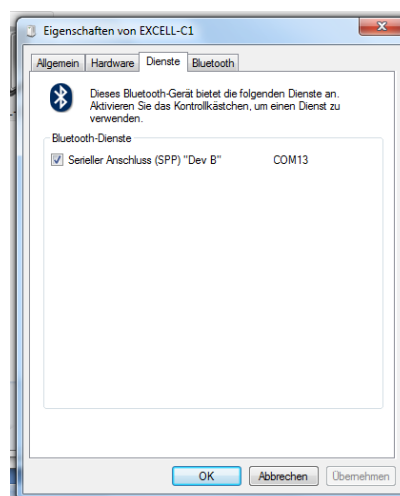 Eigenschaften von EXCELL-C1
Allgemein Hardware Dienste Bluetooth
Dieses Bluetooth-Gerät bietet die folgenden Dienste an.
Aktivieren Sie das Kontrollkästchen, um einen Dienst zu
verwenden.
Bluetooth-Dienste
Serieller Anschluss (SPP) "Dev B" COM13
OK Abbrechen Übernehmen